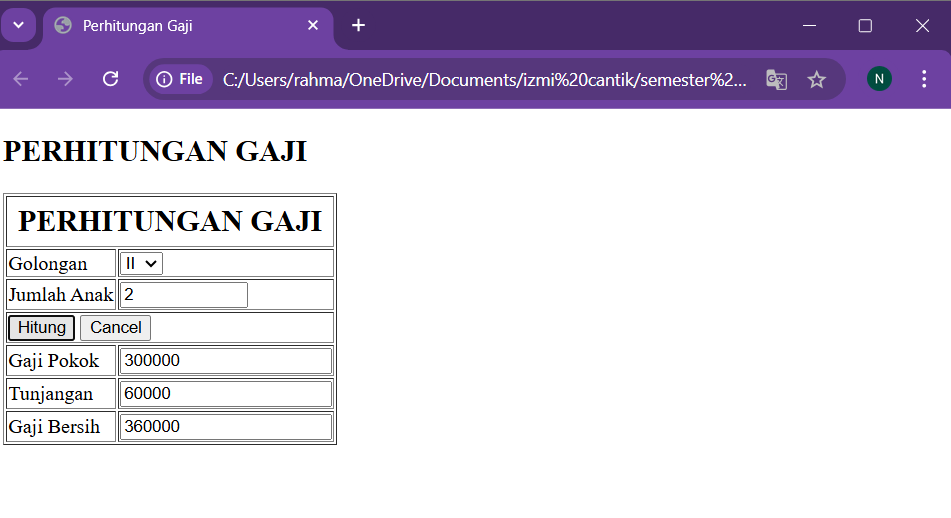 Perhitungan Gaji
File C:/Users/rahma/OneDrive/Documents/izmi%20cantik/semester%2...
N
PERHITUNGAN GAJI
PERHITUNGAN GAJI
Golongan II
Jumlah Anak 2
Hitung Cancel
Gaji Pokok 300000
Tunjangan 60000
Gaji Bersih 360000